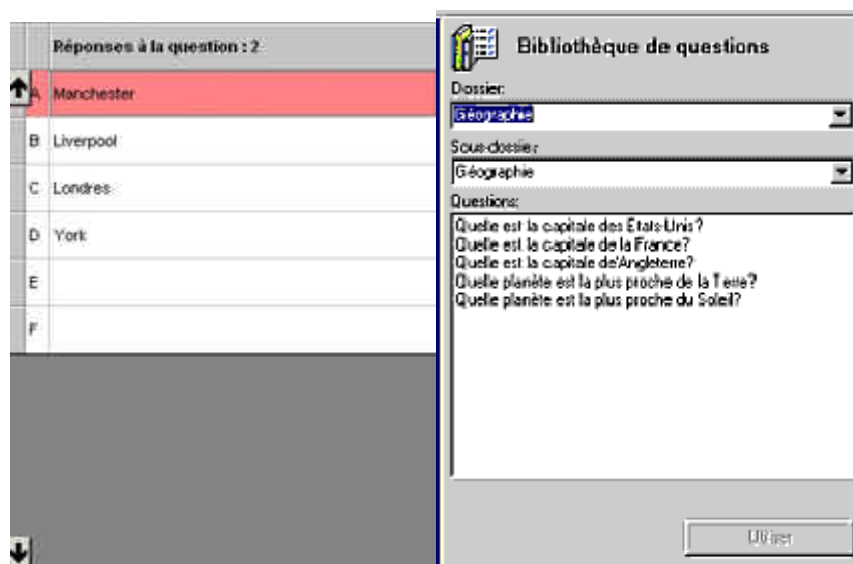 Réponses à la question : 2
A Manchester
B Liverpool
C Londres
D York
E
F
Bibliothèque de questions
Dossier:
Géographie
Sous-dossier:
Géographie
Questions:
Quelle est la capitale des Etats-Unis?
Quelle est la capitale de la France?
Quelle est la capitale de'Angleterre?
Quelle planète est la plus proche de la Terre?
Quelle planète est la plus proche du Soleil?
Utiliser